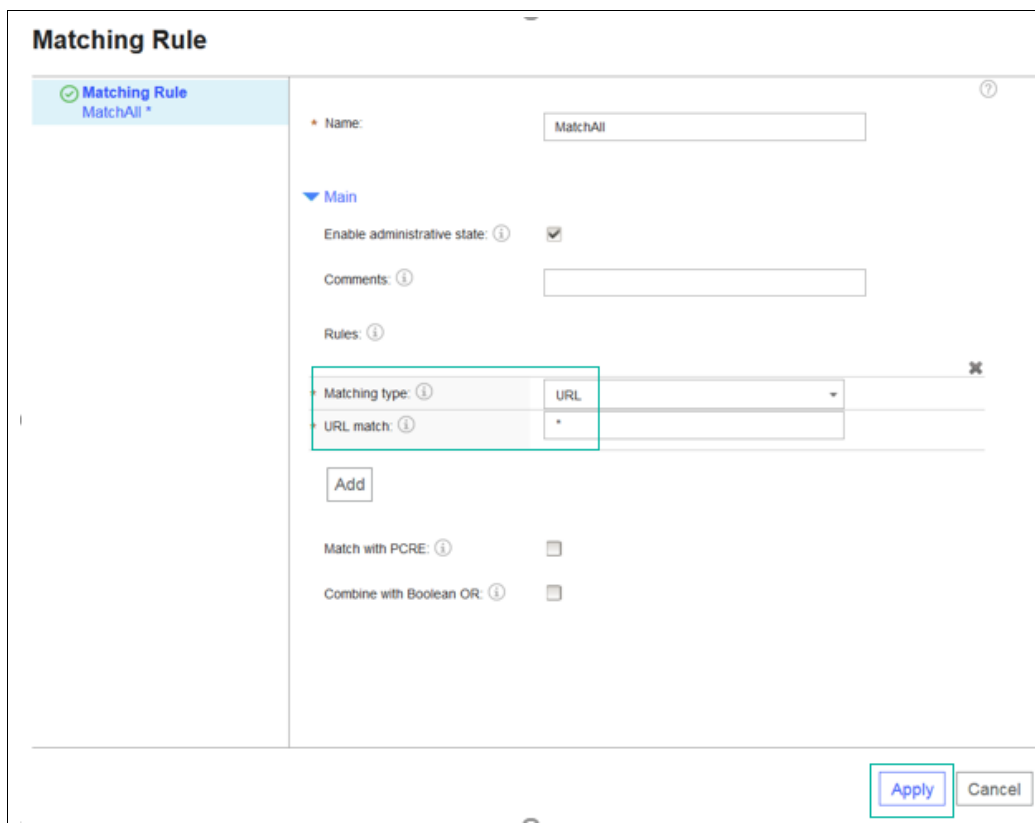 Matching Rule
Matching Rule
MatchAll *
* Name: MatchAll
Main
Enable administrative state:
Comments:
Rules:
* Matching type: URL
* URL match: *
Add
Match with PCRE:
Combine with Boolean OR:
Apply Cancel